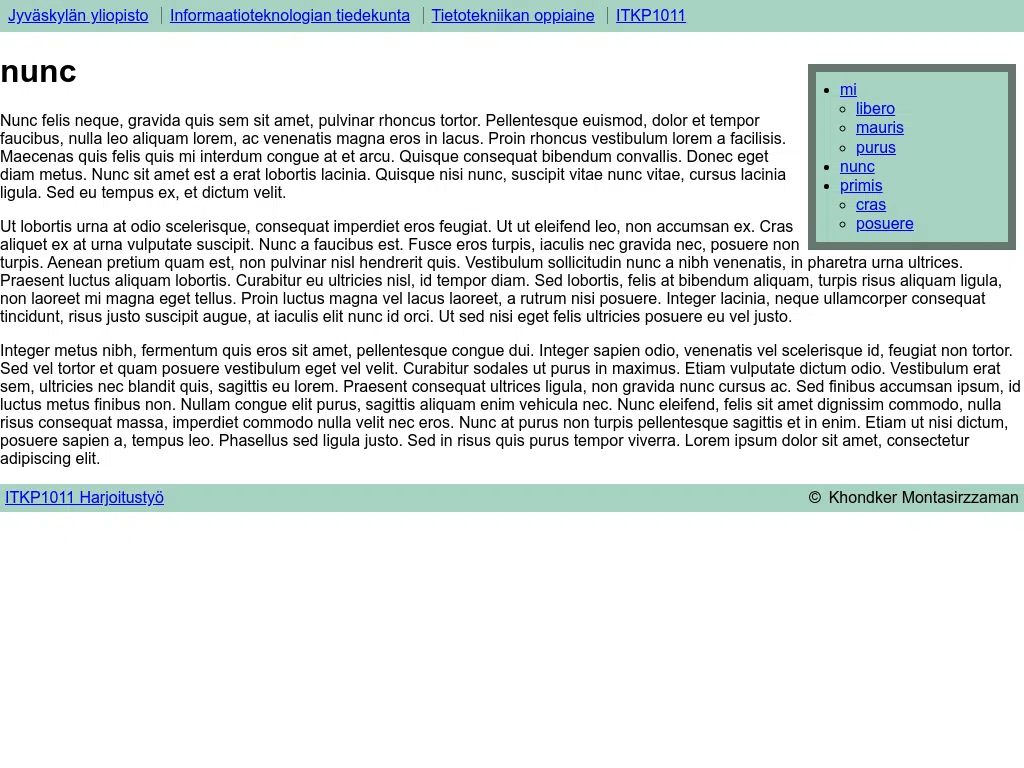 Jyväskylän yliopisto Informaatioteknologian tiedekunta Tietotekniikan oppiaine ITKP1011
nunc
mi
libero
mauris
purus
nunc
primis
cras
posuere
Nunc felis neque, gravida quis sem sit amet, pulvinar rhoncus tortor. Pellentesque euismod, dolor et tempor
faucibus, nulla leo aliquam lorem, ac venenatis magna eros in lacus. Proin rhoncus vestibulum lorem a facilisis.
Maecenas quis felis quis mi interdum congue at et arcu. Quisque consequat bibendum convallis. Donec eget
diam metus. Nunc sit amet est a erat lobortis lacinia. Quisque nisi nunc, suscipit vitae nunc vitae, cursus lacinia
ligula. Sed eu tempus ex, et dictum velit.
Ut lobortis urna at odio scelerisque, consequat imperdiet eros feugiat. Ut ut eleifend leo, non accumsan ex. Cras
aliquet ex at urna vulputate suscipit. Nunc a faucibus est. Fusce eros turpis, iaculis nec gravida nec, posuere non
turpis. Aenean pretium quam est, non pulvinar nisl hendrerit quis. Vestibulum sollicitudin nunc a nibh venenatis, in pharetra urna ultrices.
Praesent luctus aliquam lobortis. Curabitur eu ultricies nisl, id tempor diam. Sed lobortis, felis at bibendum aliquam, turpis risus aliquam ligula,
non laoreet mi magna eget tellus. Proin luctus magna vel lacus laoreet, a rutrum nisi posuere. Integer lacinia, neque ullamcorper consequat
tincidunt, risus justo suscipit augue, at iaculis elit nunc id orci. Ut sed nisi eget felis ultricies posuere eu vel justo.
Integer metus nibh, fermentum quis eros sit amet, pellentesque congue dui. Integer sapien odio, venenatis vel scelerisque id, feugiat non tortor.
Sed vel tortor et quam posuere vestibulum eget vel velit. Curabitur sodales ut purus in maximus. Etiam vulputate dictum odio. Vestibulum erat
sem, ultricies nec blandit quis, sagittis eu lorem. Praesent consequat ultrices ligula, non gravida nunc cursus ac. Sed finibus accumsan ipsum, id
luctus metus finibus non. Nullam congue elit purus, sagittis aliquam enim vehicula nec. Nunc eleifend, felis sit amet dignissim commodo, nulla
risus consequat massa, imperdiet commodo nulla velit nec eros. Nunc at purus non turpis pellentesque sagittis et in enim. Etiam ut nisi dictum,
posuere sapien a, tempus leo. Phasellus sed ligula justo. Sed in risus quis purus tempor viverra. Lorem ipsum dolor sit amet, consectetur
adipiscing elit.
ITKP1011 Harjoitustyö © Khondker Montasirzzaman